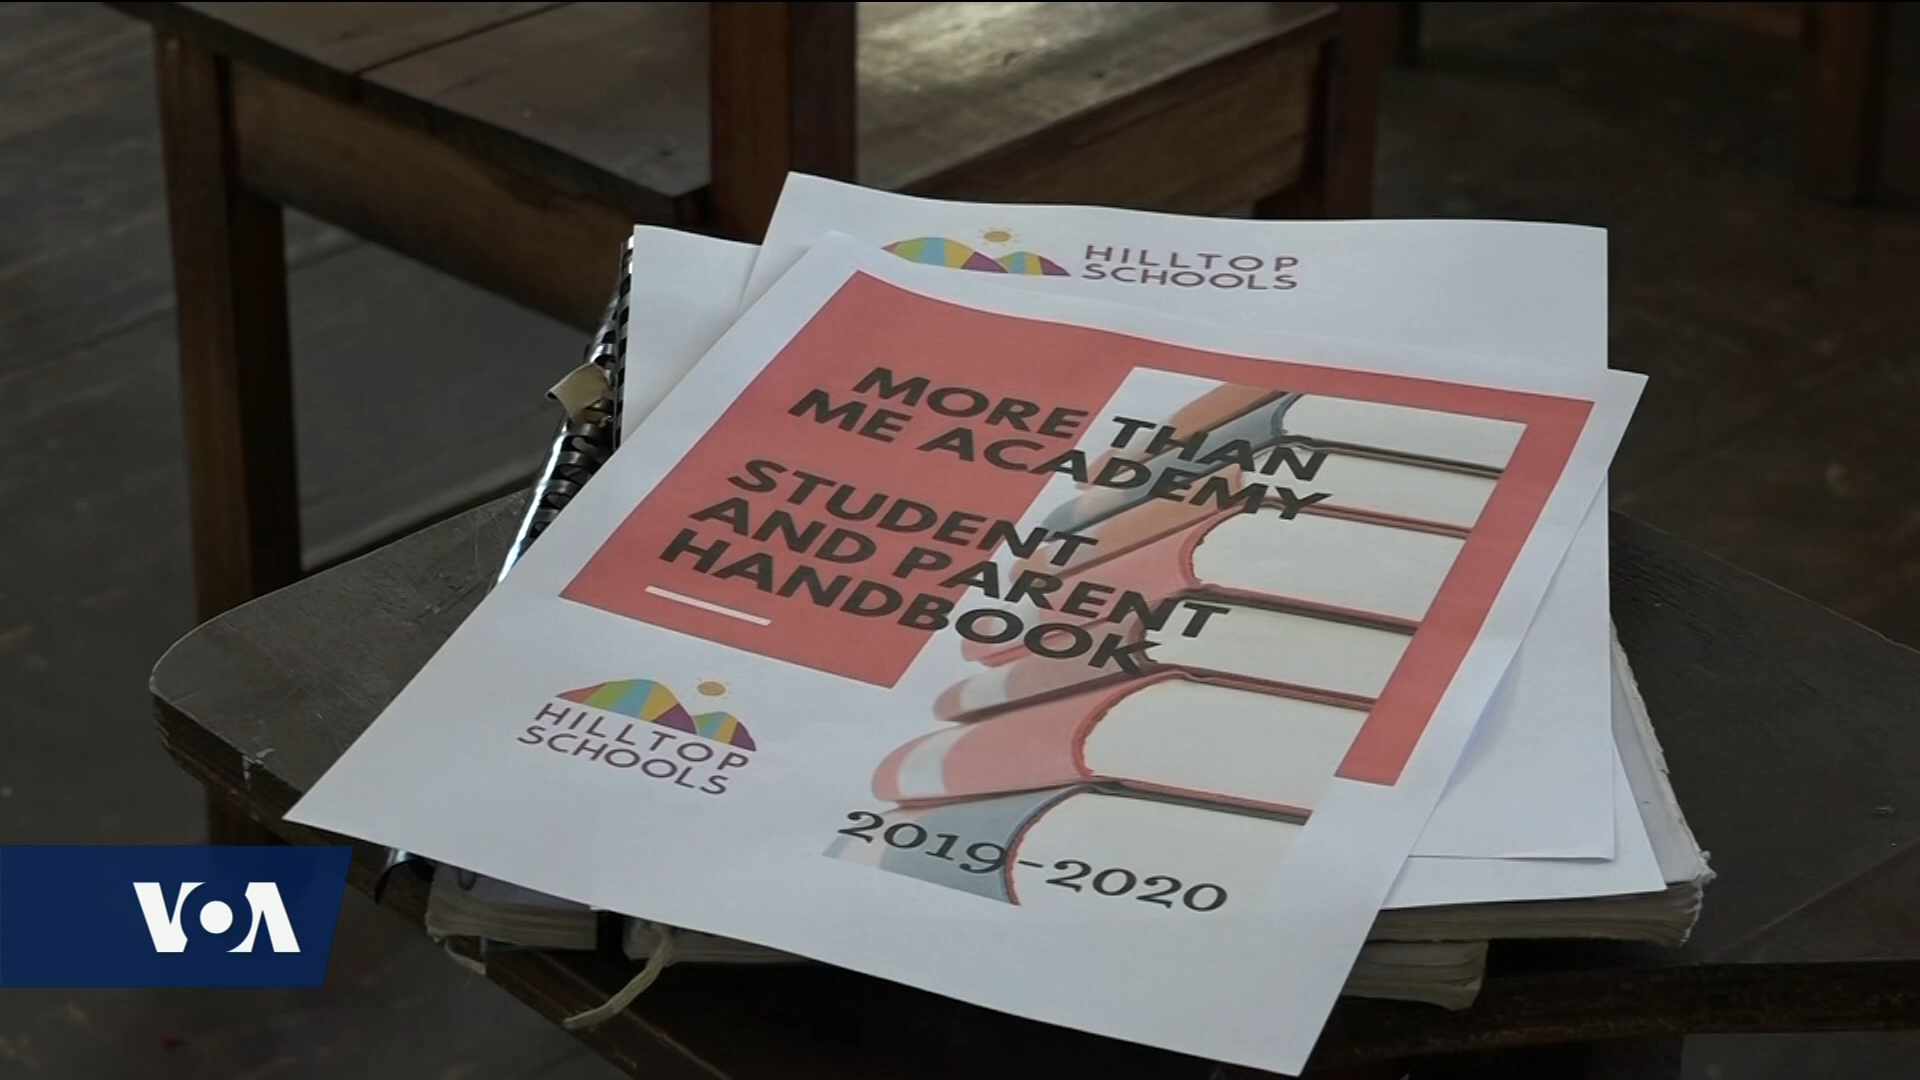 HILLTOP
SCHOOLS
MORE THAN
ME ACADEMY
STUDENT
AND PARENT
HANDBOOK
HILLTOP
SCHOOLS
2019-2020
VOA